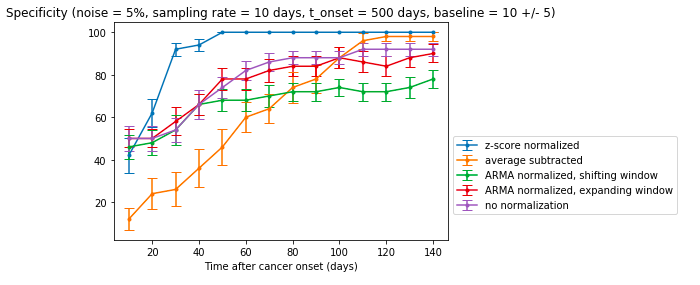 Specificity (noise = 5%, sampling rate = 10 days, t_onset = 500 days, baseline = 10 +/- 5)
100
80
60
40
20
20 40 60 80 100 120 140
Time after cancer onset (days)
z-score normalized
average subtracted
ARMA normalized, shifting window
ARMA normalized, expanding window
no normalization